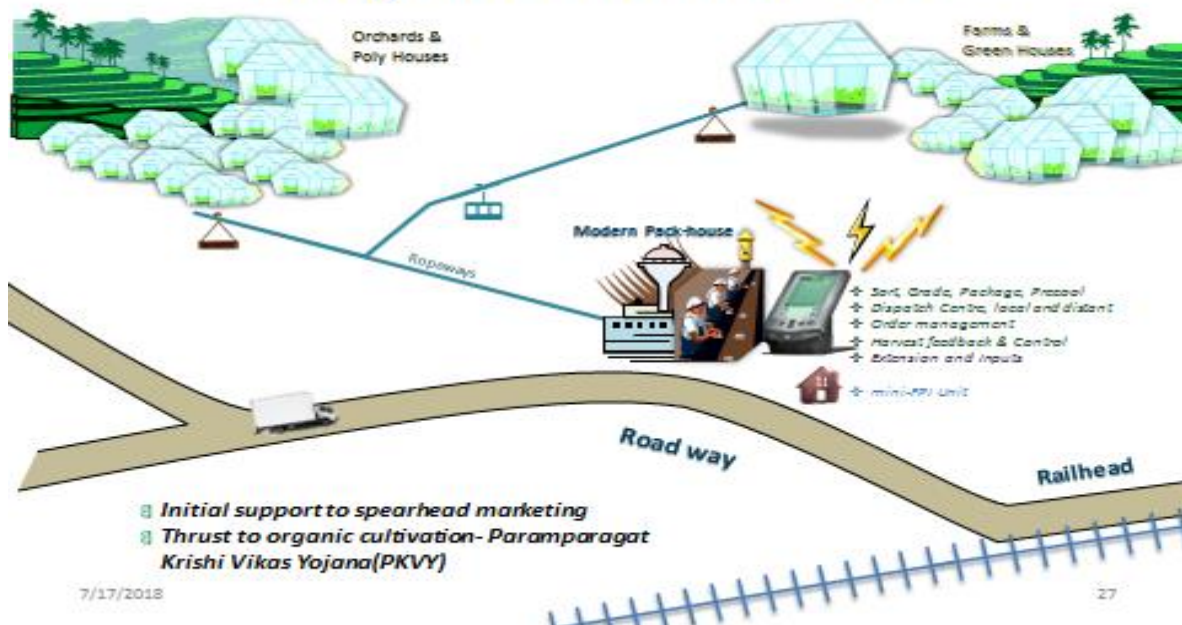 Orchards &
Poly Houses
Farms &
Green Houses
Modern Pack-house
Ropeways
❖ Sort, Grade, Package, Precool
❖ Dispatch Centre, local and distant
❖ Order management
❖ Harvest feedback & Control
❖ Extension and Inputs
❖ mini-FPI Unit
Road way
Railhead
Initial support to spearhead marketing
Thrust to organic cultivation- Paramparagat
Krishi Vikas Yojana(PKVY)
7/17/2018
27